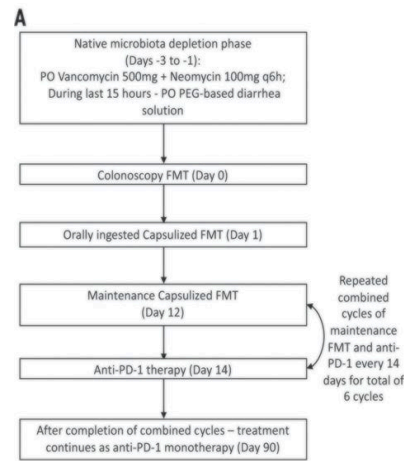 A
Native microbiota depletion phase
(Days -3 to -1):
PO Vancomycin 500mg + Neomycin 100mg q6h;
During last 15 hours - PO PEG-based diarrhea
solution
Colonoscopy FMT (Day 0)
Orally ingested Capsulized FMT (Day 1)
Maintenance Capsulized FMT
(Day 12)
Anti-PD-1 therapy (Day 14)
Repeated
combined
cycles of
maintenance
FMT and anti-
PD-1 every 14
days for total of
6 cycles
After completion of combined cycles – treatment
continues as anti-PD-1 monotherapy (Day 90)